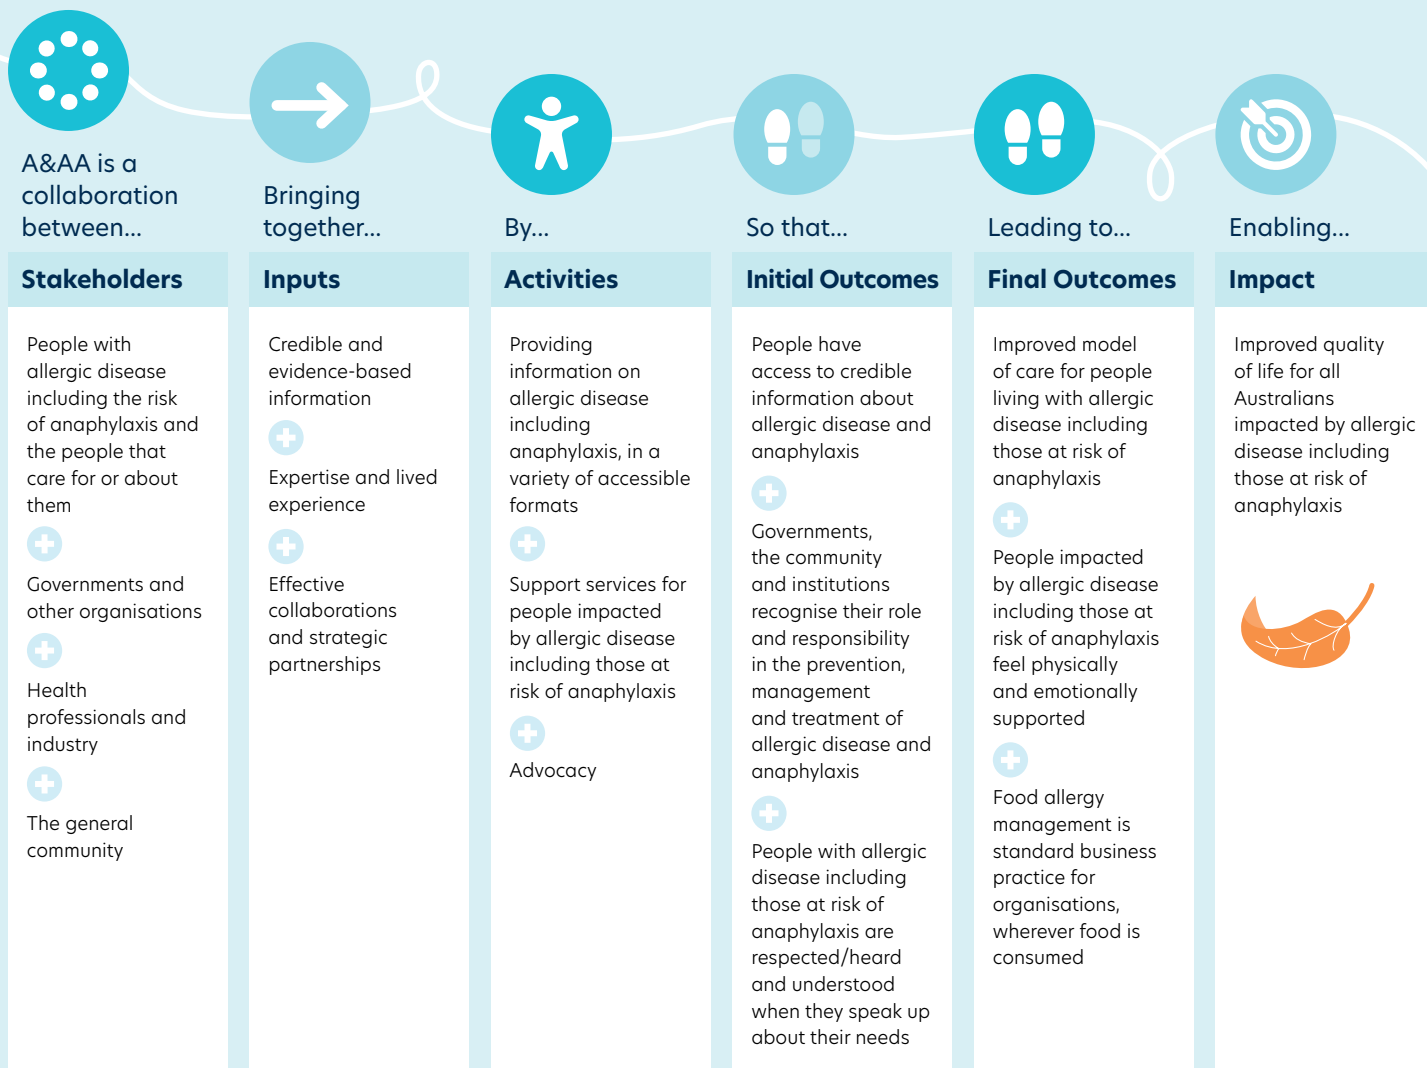 A&AA is a
collaboration
between...
Stakeholders
People with
allergic disease
including the risk
of anaphylaxis and
the people that
care for or about
them
Governments and
other organisations
Health
professionals and
industry
The general
community
Bringing
together...
Inputs
Credible and
evidence-based
information
Expertise and lived
experience
Effective
collaborations
and strategic
partnerships
By...
Activities
Providing
information on
allergic disease
including
anaphylaxis, in a
variety of accessible
formats
Support services for
people impacted
by allergic disease
including those at
risk of anaphylaxis
Advocacy
So that...
Initial Outcomes
People have
access to credible
information about
allergic disease and
anaphylaxis
Governments,
the community
and institutions
recognise their role
and responsibility
in the prevention,
management
and treatment of
allergic disease and
anaphylaxis
People with allergic
disease including
those at risk of
anaphylaxis are
respected/heard
and understood
when they speak up
about their needs
Leading to...
Final Outcomes
Improved model
of care for people
living with allergic
disease including
those at risk of
anaphylaxis
People impacted
by allergic disease
including those at
risk of anaphylaxis
feel physically
and emotionally
supported
Food allergy
management is
standard business
practice for
organisations,
wherever food is
consumed
Enabling...
Impact
Improved quality
of life for all
Australians
impacted by allergic
disease including
those at risk of
anaphylaxis